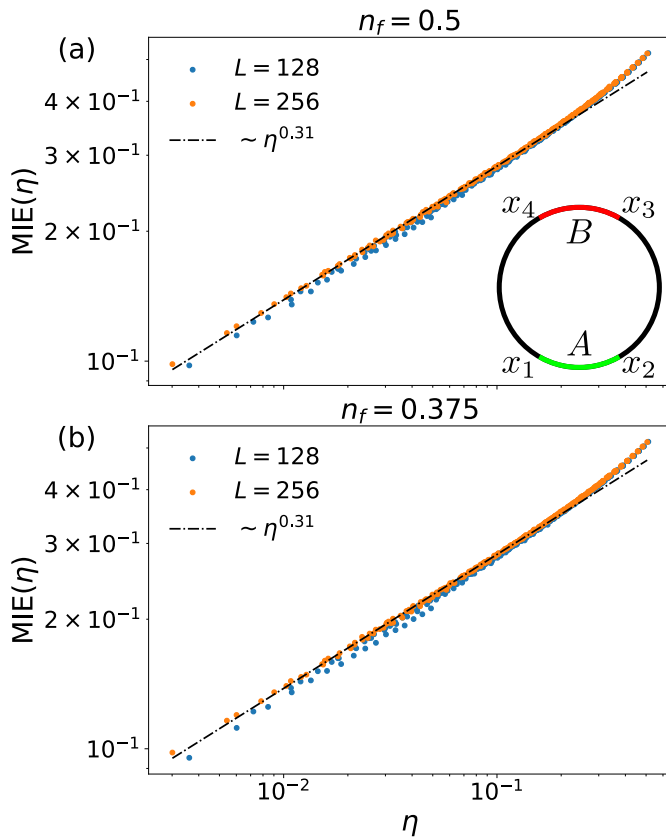 n_f = 0.5
(a)
L = 128
L = 256
~ η^0.31
4 × 10^−1
3 × 10^−1
2 × 10^−1
10^−1
MIE(η)
x_4 x_3
B
A
x_1 x_2
n_f = 0.375
(b)
L = 128
L = 256
~ η^0.31
4 × 10^−1
3 × 10^−1
2 × 10^−1
10^−1
MIE(η)
10^−2 10^−1
η